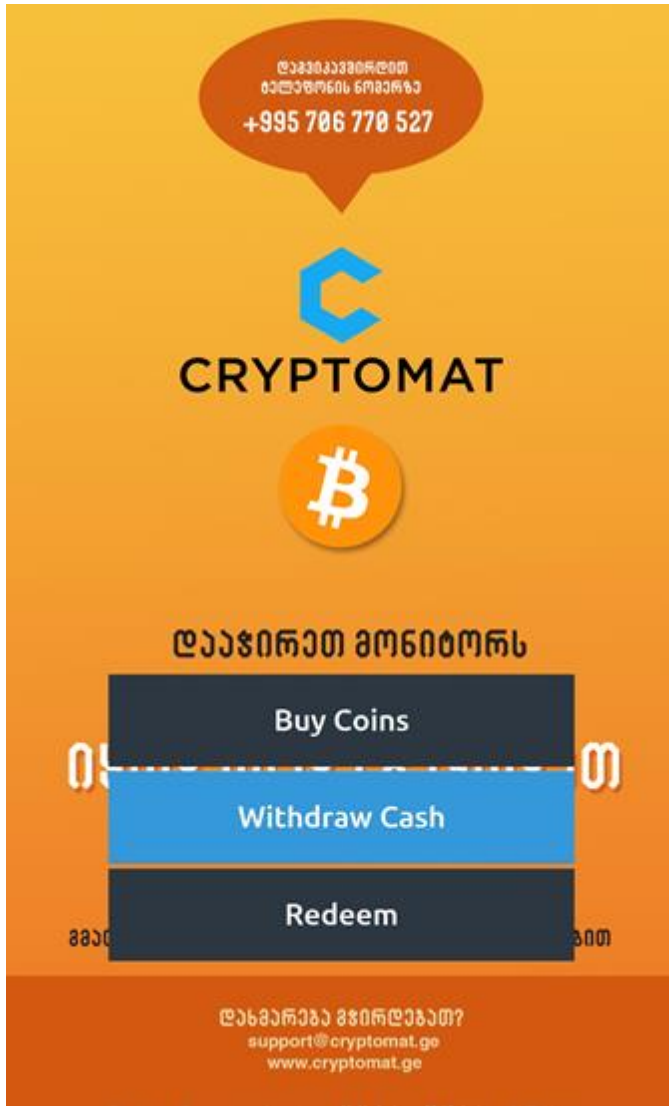 დაგვიკავშირდით
ტელეფონის ნომერზე
+995 706 770 527
CRYPTOMAT
დააჭირეთ მონიტორს
Buy Coins
Withdraw Cash
Redeem
დახმარება გჭირდებათ?
support@cryptomat.ge
www.cryptomat.ge